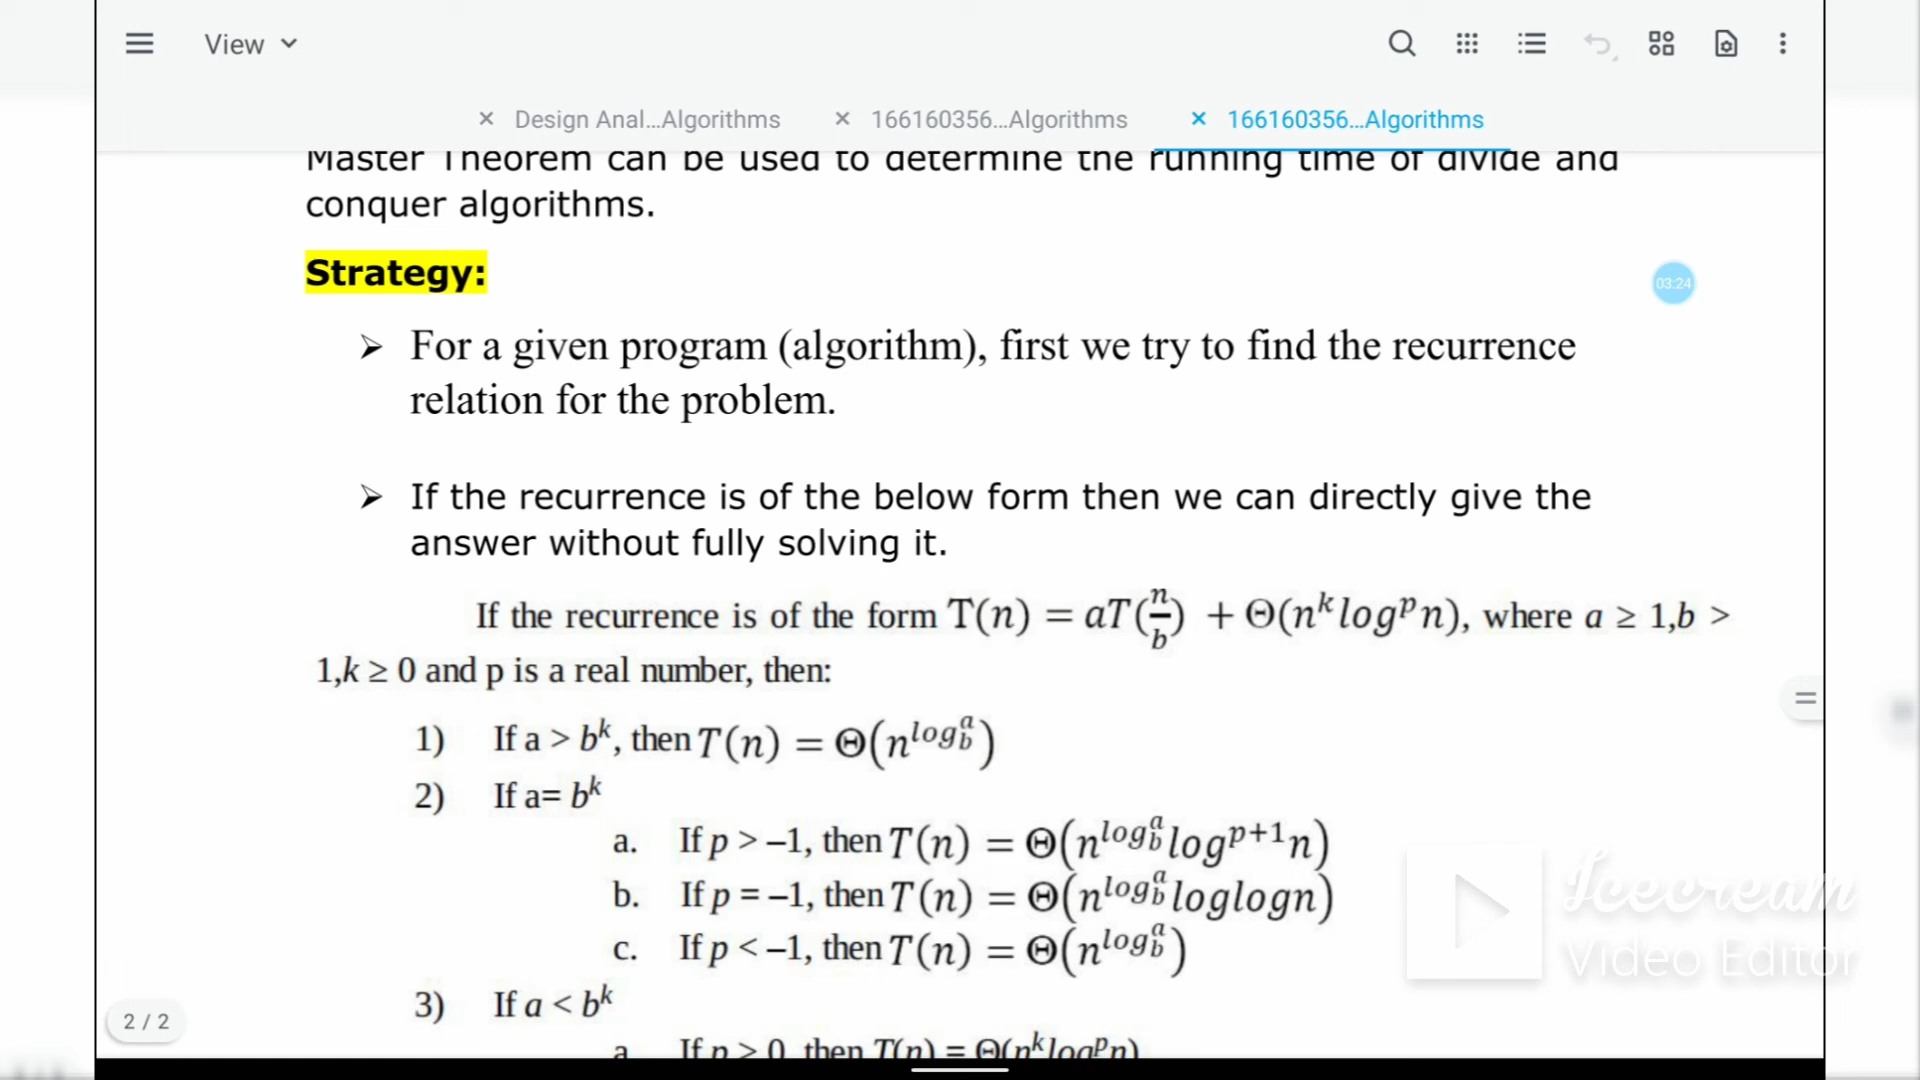 View
Design Anal...Algorithms
166160356...Algorithms
166160356...Algorithms
Master Theorem can be used to determine the running time of divide and
conquer algorithms.
Strategy:
03:24
➢ For a given program (algorithm), first we try to find the recurrence
relation for the problem.
➢ If the recurrence is of the below form then we can directly give the
answer without fully solving it.
If the recurrence is of the form T(n) = aT(n/b) + Θ(n^k log^p n), where a ≥ 1,b >
1,k ≥ 0 and p is a real number, then:
1) If a > b^k, then T(n) = Θ(n^{log_b^a})
2) If a= b^k
a. If p > –1, then T(n) = Θ(n^{log_b^a} log^{p+1} n)
b. If p = –1, then T(n) = Θ(n^{log_b^a} loglogn)
c. If p < –1, then T(n) = Θ(n^{log_b^a})
3) If a < b^k
a If p ≥ 0, then T(n) = Θ(n^k log^p n)
Icecream
Video Editor
2 / 2